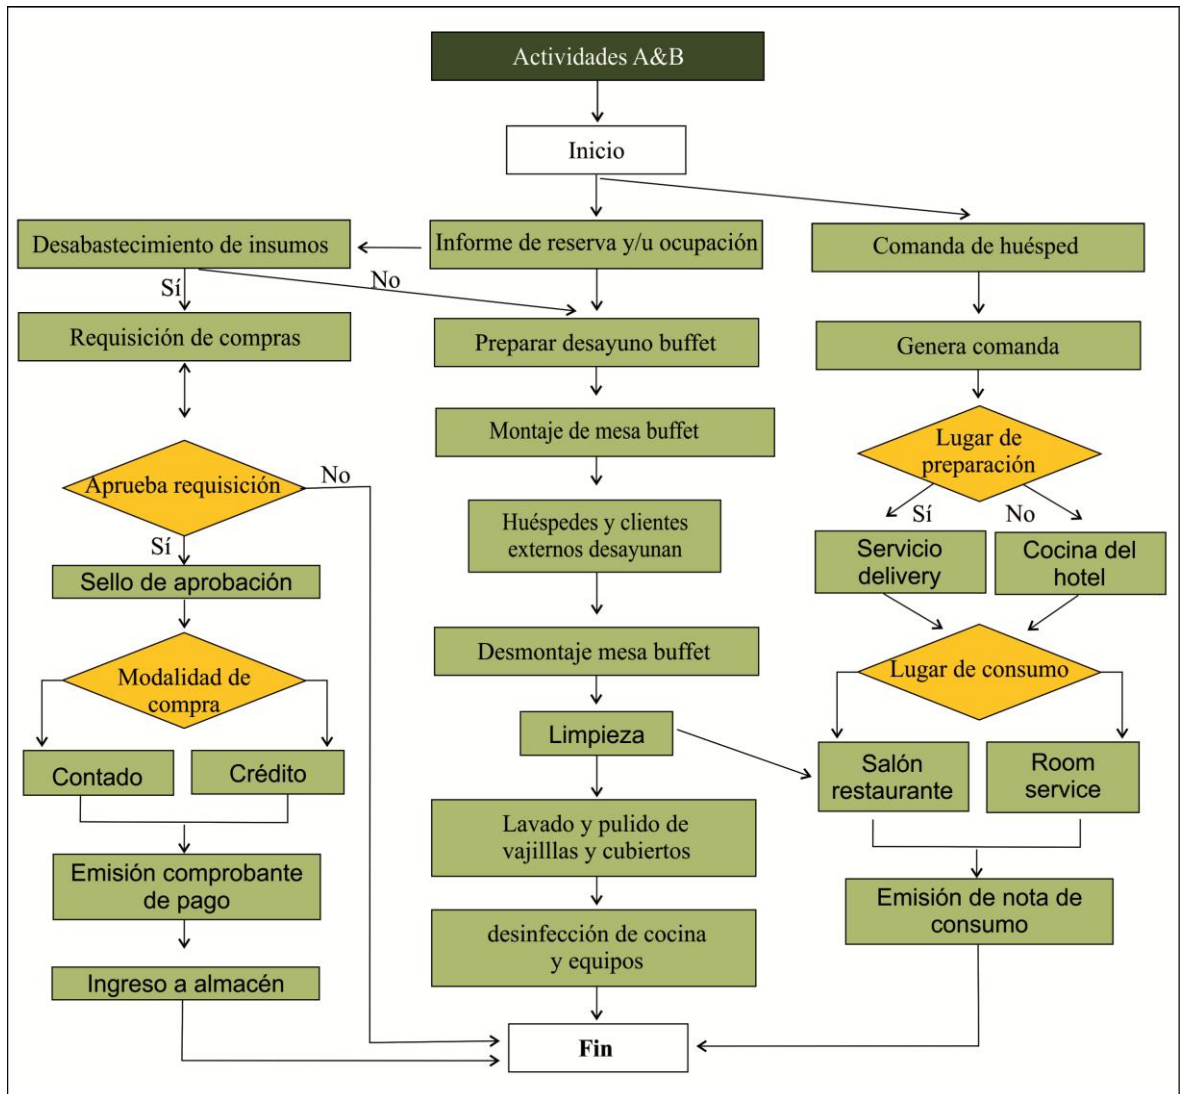 Actividades A&B
Inicio
Desabastecimiento de insumos
Informe de reserva y/u ocupación
Comanda de huésped
Sí
No
Requisición de compras
Preparar desayuno buffet
Genera comanda
Montaje de mesa buffet
Lugar de
preparación
Aprueba requisición
No
Sí
No
Huéspedes y clientes
externos desayunan
Sí
Servicio
delivery
Cocina del
hotel
Sello de aprobación
Desmontaje mesa buffet
Lugar de consumo
Modalidad de
compra
Limpieza
Contado
Crédito
Salón
restaurante
Room
service
Lavado y pulido de
vajilllas y cubiertos
Emisión comprobante
de pago
Emisión de nota de
consumo
desinfección de cocina
y equipos
Ingreso a almacén
Fin